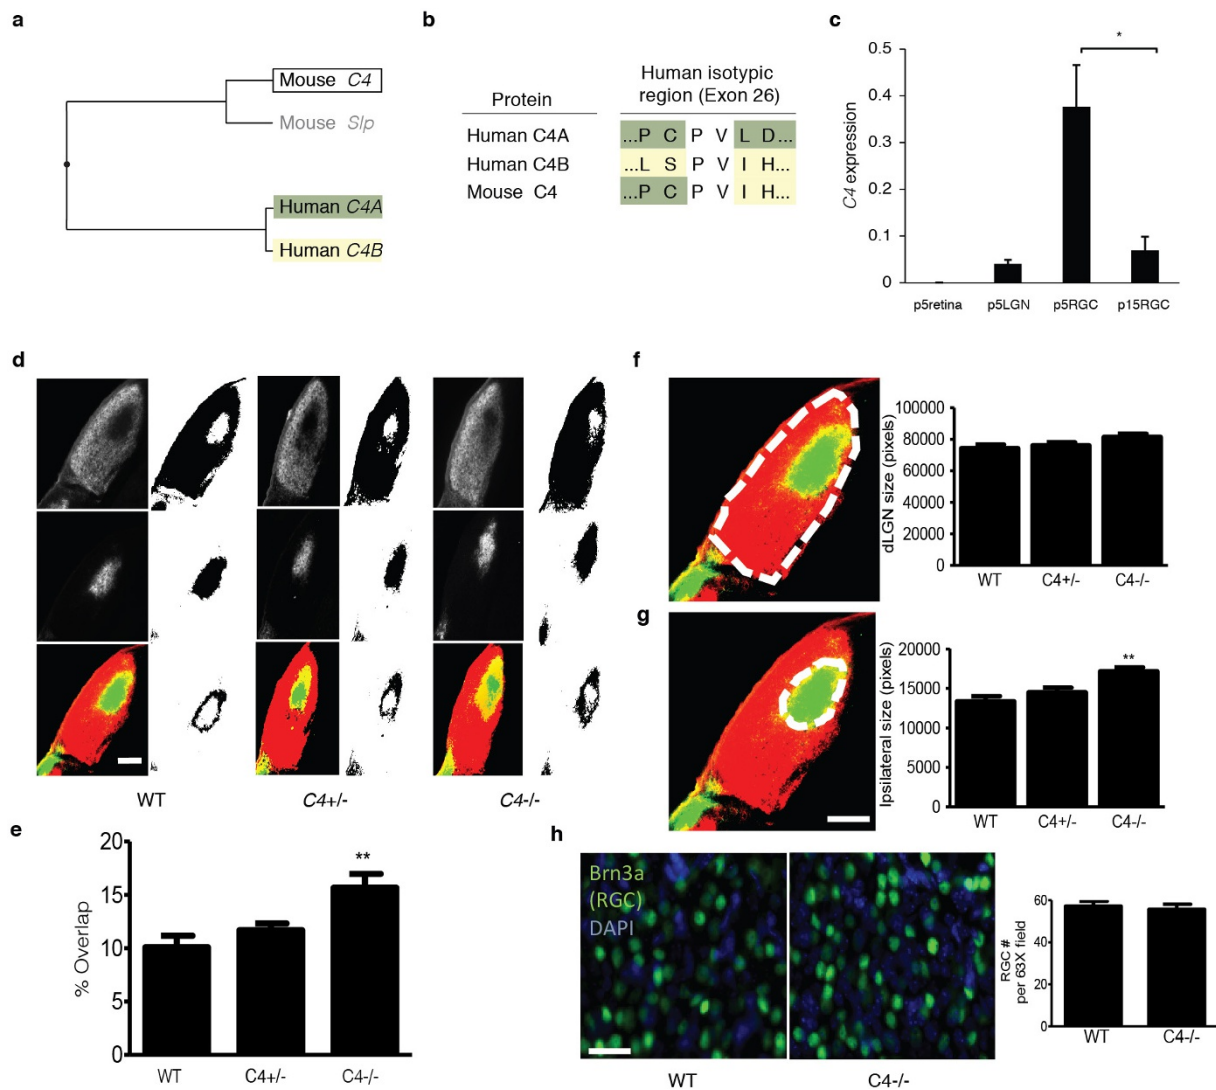 a
Mouse C4
Mouse Slp
Human C4A
Human C4B
b
Protein
Human isotypic
region (Exon 26)
Human C4A ...P C P V L D...
Human C4B ...L S P V I H...
Mouse C4 ...P C P V I H...
c
*
C4 expression
0.5
0.4
0.3
0.2
0.1
0
p5retina p5LGN p5RGC p15RGC
d
WT C4+/- C4-/-
e
% Overlap
20
15
10
5
0
**
WT C4+/- C4-/-
f
dLGN size (pixels)
100000
80000
60000
40000
20000
0
WT C4+/- C4-/-
g
Ipsilateral size (pixels)
20000
15000
10000
5000
0
**
WT C4+/- C4-/-
h
Brn3a
(RGC)
DAPI
WT C4-/-
RGC #
per 63X field
60
40
20
0
WT C4-/-